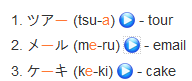 1. ツアー (tsu-a) - tour
2. メール (me-ru) - email
3. ケーキ (ke-ki) - cake